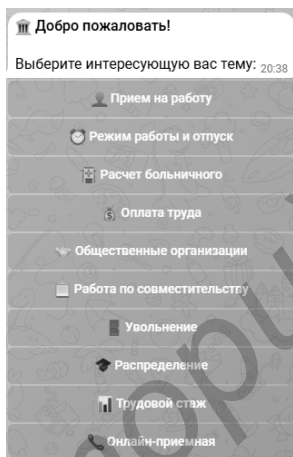 🏛 Добро пожаловать!
Выберите интересующую вас тему: 20:38
👤 Прием на работу
⏰ Режим работы и отпуск
🏥 Расчет больничного
💰 Оплата труда
🤝 Общественные организации
📋 Работа по совместительству
🚪 Увольнение
🎓 Распределение
📊 Трудовой стаж
📞 Онлайн-приемная